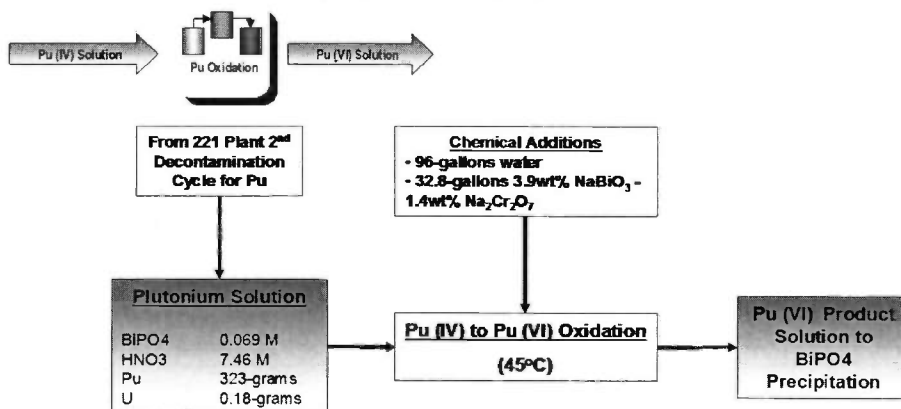 Pu (IV) Solution
Pu Oxidation
Pu (VI) Solution
From 221 Plant 2nd
Decontamination
Cycle for Pu
Chemical Additions
- 96-gallons water
- 32.8-gallons 3.9wt% NaBiO3 -
1.4wt% Na2Cr2O7
Plutonium Solution
BiPO4 0.069 M
HNO3 7.46 M
Pu 323-grams
U 0.18-grams
Pu (IV) to Pu (VI) Oxidation
(45ºC)
Pu (VI) Product
Solution to
BiPO4
Precipitation